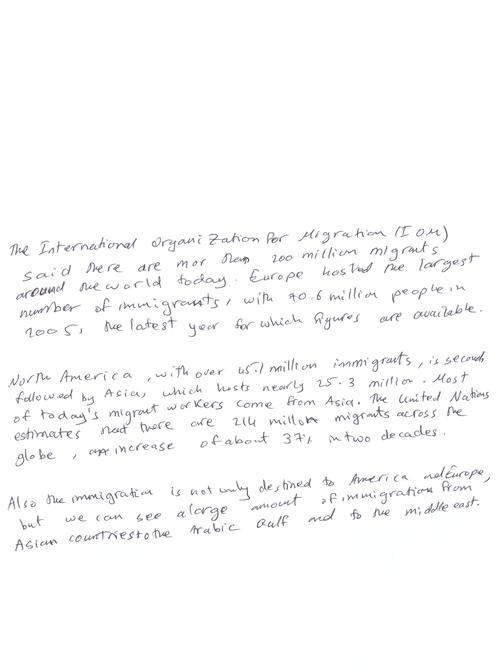 The International Organization For Migration (IOM)
said there are mor than 200 million migrants
around the world today. Europe hosted the largest
number of immigrants, with 70.6 million people in
2005, the latest year for which figures are available.
North America, with over 45.1 million immigrants, is second,
followed by Asia, which hosts nearly 25.3 million. Most
of today's migrant workers come from Asia. The United Nations
estimates that there are 214 million migrants across the
globe, an increase of about 37% in two decades.
Also the immigration is not only destined to America and Europe,
but we can see a large amount of immigration from
Asian countries to the Arabic Gulf and to the middle east.